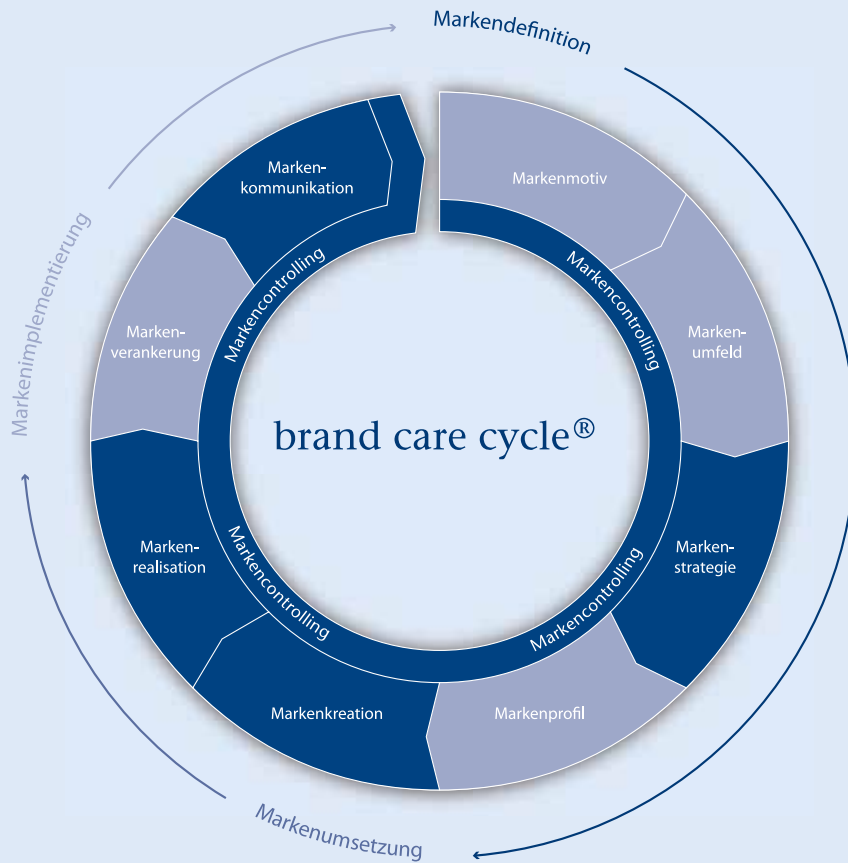 Markendefinition
Markenmotiv
Marken-
umfeld
Marken-
strategie
Markenprofil
Markenkreation
Marken-
realisation
Marken-
verankerung
Marken-
kommunikation
Markencontrolling
Markencontrolling
Markencontrolling
Markencontrolling
brand care cycle®
Markenumsetzung
Markenimplementierung